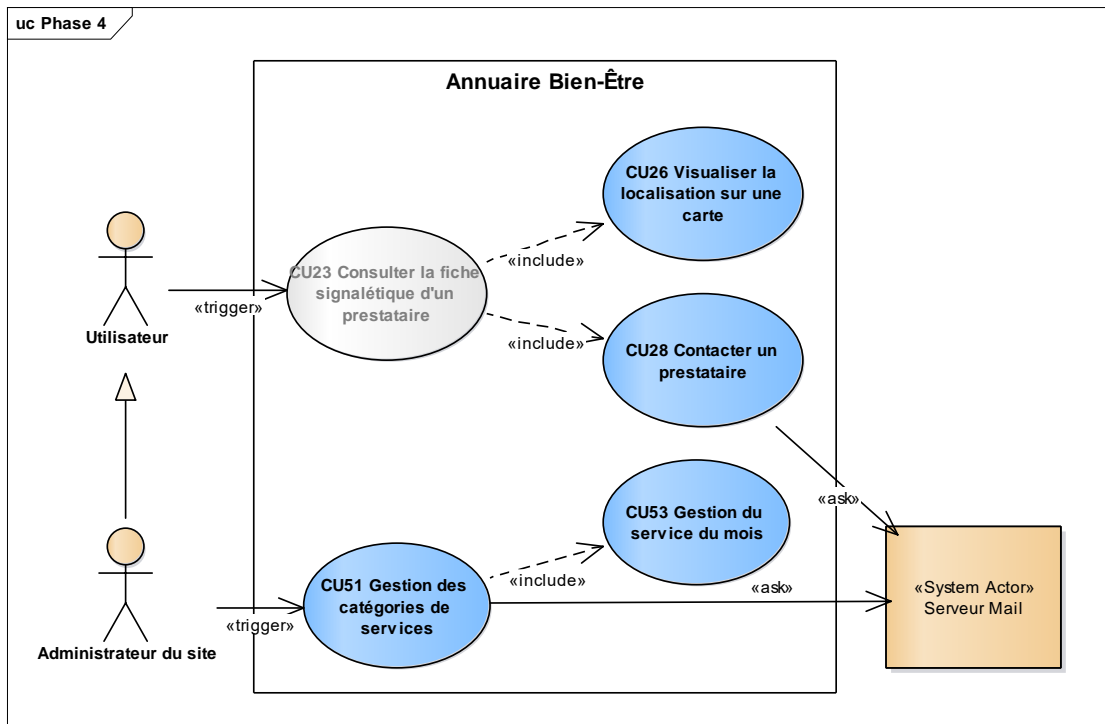 uc Phase 4
Annuaire Bien-Être
CU26 Visualiser la
localisation sur une
carte
«include»
CU23 Consulter la fiche
signalétique d'un
prestataire
«trigger»
Utilisateur
«include»
CU28 Contacter un
prestataire
«ask»
CU53 Gestion du
service du mois
«include»
«ask»
CU51 Gestion des
catégories de
services
«trigger»
Administrateur du site
«System Actor»
Serveur Mail